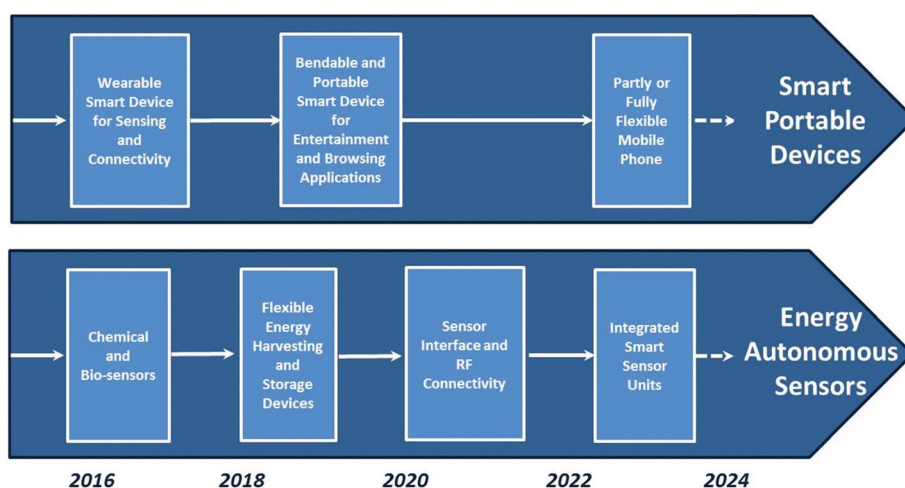 Wearable
Smart Device
for Sensing
and
Connectivity
Bendable and
Portable
Smart Device
for
Entertainment
and Browsing
Applications
Partly or
Fully
Flexible
Mobile
Phone
Smart
Portable
Devices
Chemical
and
Bio-sensors
Flexible
Energy
Harvesting
and
Storage
Devices
Sensor
Interface and
RF
Connectivity
Integrated
Smart
Sensor
Units
Energy
Autonomous
Sensors
2016 2018 2020 2022 2024